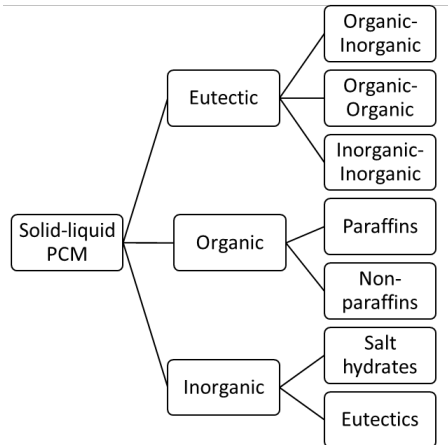 Organic-
Inorganic
Eutectic
Organic-
Organic
Inorganic-
Inorganic
Solid-liquid
PCM
Organic
Paraffins
Non-
paraffins
Inorganic
Salt
hydrates
Eutectics